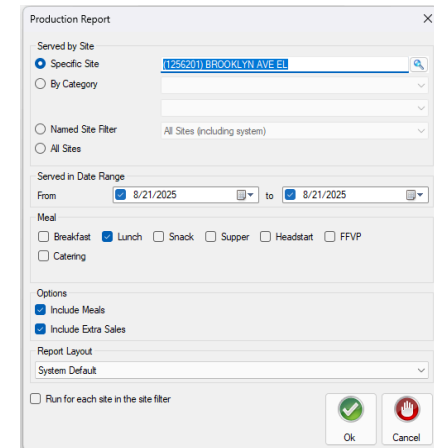 Production Report
Served by Site
Specific Site (1256201) BROOKLYN AVE EL
By Category
Named Site Filter All Sites (including system)
All Sites
Served in Date Range
From 8/21/2025 to 8/21/2025
Meal
Breakfast Lunch Snack Supper Headstart FFVP
Catering
Options
Include Meals
Include Extra Sales
Report Layout
System Default
Run for each site in the site filter
Ok Cancel